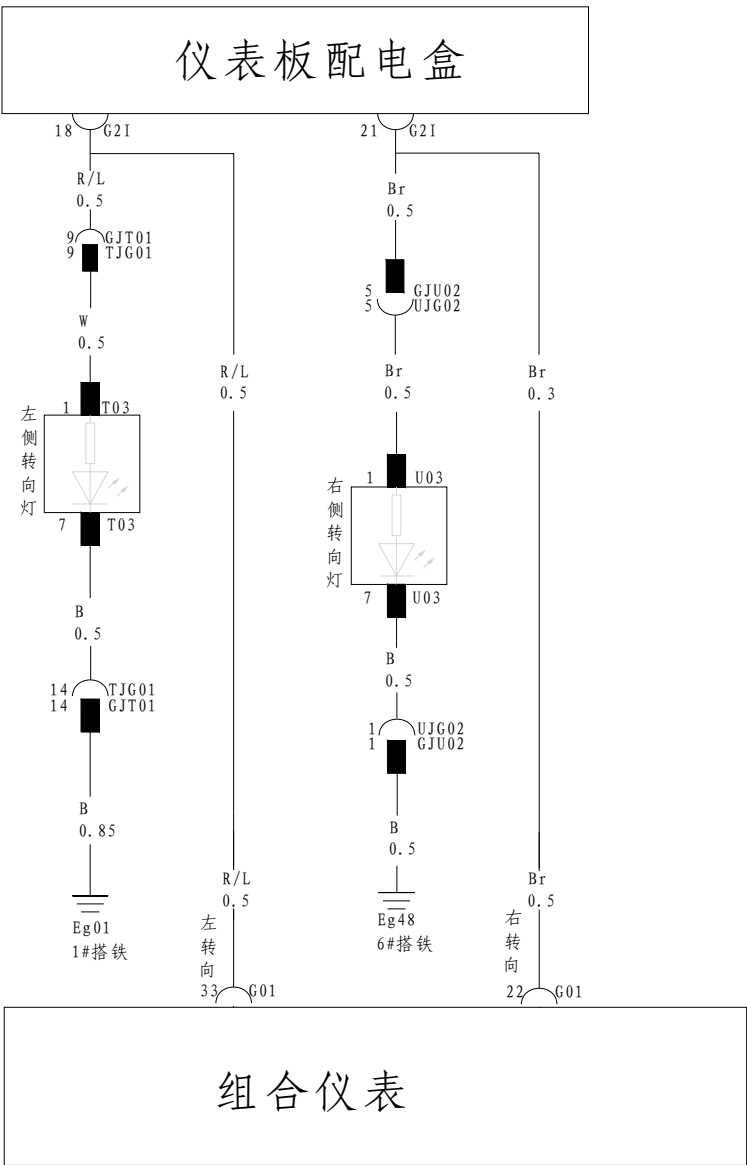 仪表板配电盒
18 G2I
21 G2I
R/L
0.5
Br
0.5
9 GJT01
9 TJG01
5 GJU02
5 UJG02
W
0.5
R/L
0.5
Br
0.5
Br
0.3
左侧转向灯
1 T03
7 T03
右侧转向灯
1 U03
7 U03
B
0.5
B
0.5
14 TJG01
14 GJT01
1 UJG02
1 GJU02
B
0.85
B
0.5
R/L
0.5
Br
0.5
Eg01
1#搭铁
左转向
Eg48
6#搭铁
右转向
33 G01
22 G01
组合仪表